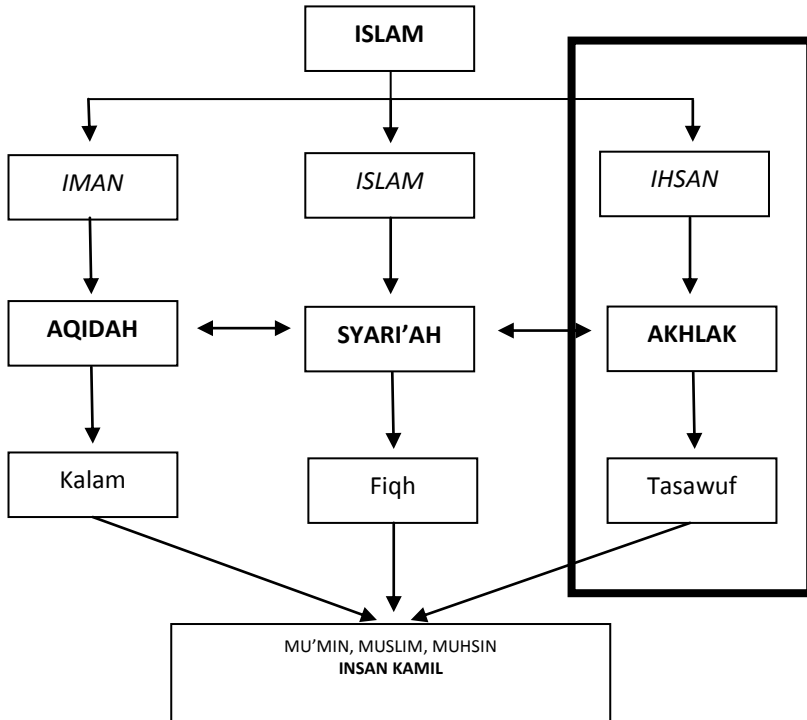 ISLAM
IMAN
ISLAM
IHSAN
AQIDAH
SYARI’AH
AKHLAK
Kalam
Fiqh
Tasawuf
MU’MIN, MUSLIM, MUHSIN
INSAN KAMIL